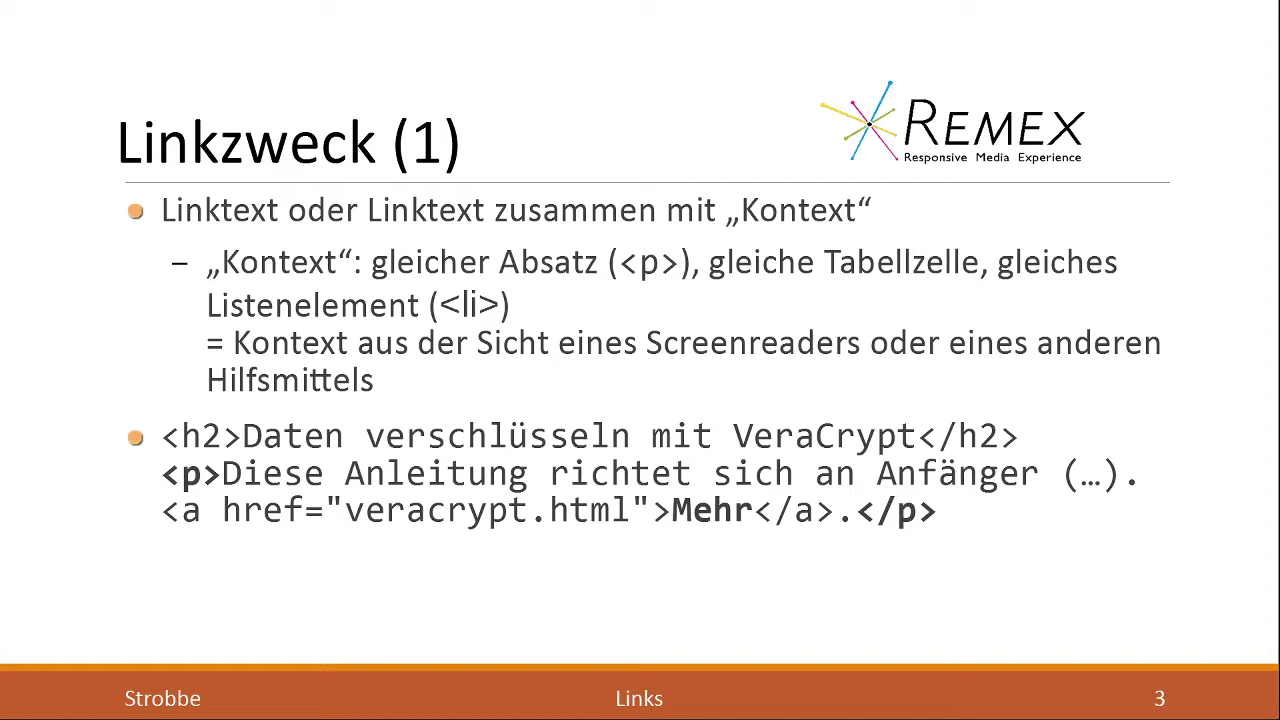 Linkzweck (1)
REMEX
Responsive Media Experience
Linktext oder Linktext zusammen mit „Kontext“
– „Kontext“: gleicher Absatz (<p>), gleiche Tabellzelle, gleiches
Listenelement (<li>)
= Kontext aus der Sicht eines Screenreaders oder eines anderen
Hilfsmittels
<h2>Daten verschlüsseln mit VeraCrypt</h2>
<p>Diese Anleitung richtet sich an Anfänger (…).
<a href="veracrypt.html">Mehr</a>.</p>
Strobbe
Links
3